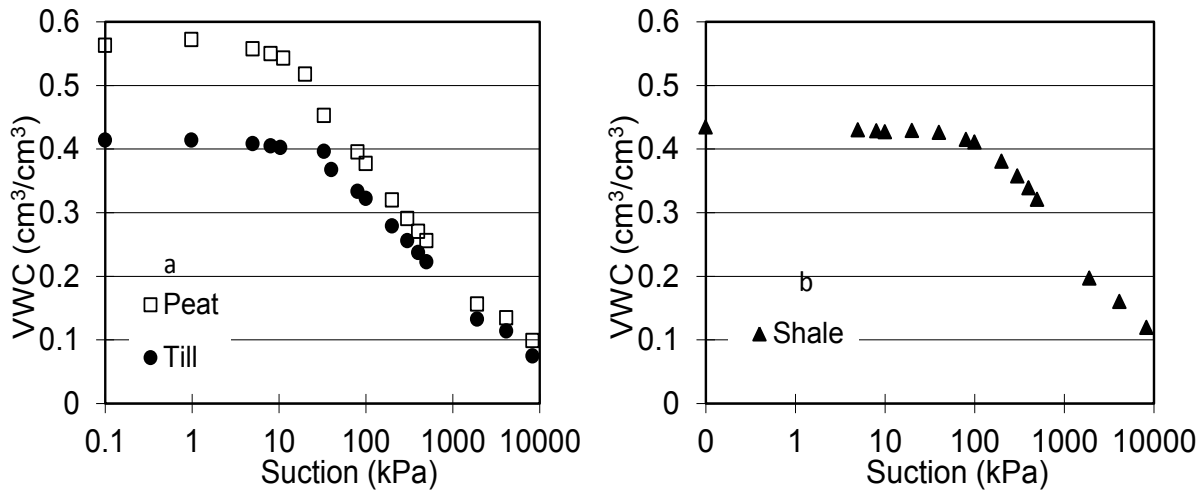 0.6
0.5
0.4
0.3
0.2
0.1
0
VWC (cm³/cm³)
a
Peat
Till
0.1 1 10 100 1000 10000
Suction (kPa)
0.6
0.5
0.4
0.3
0.2
0.1
0
VWC (cm³/cm³)
b
Shale
0 1 10 100 1000 10000
Suction (kPa)